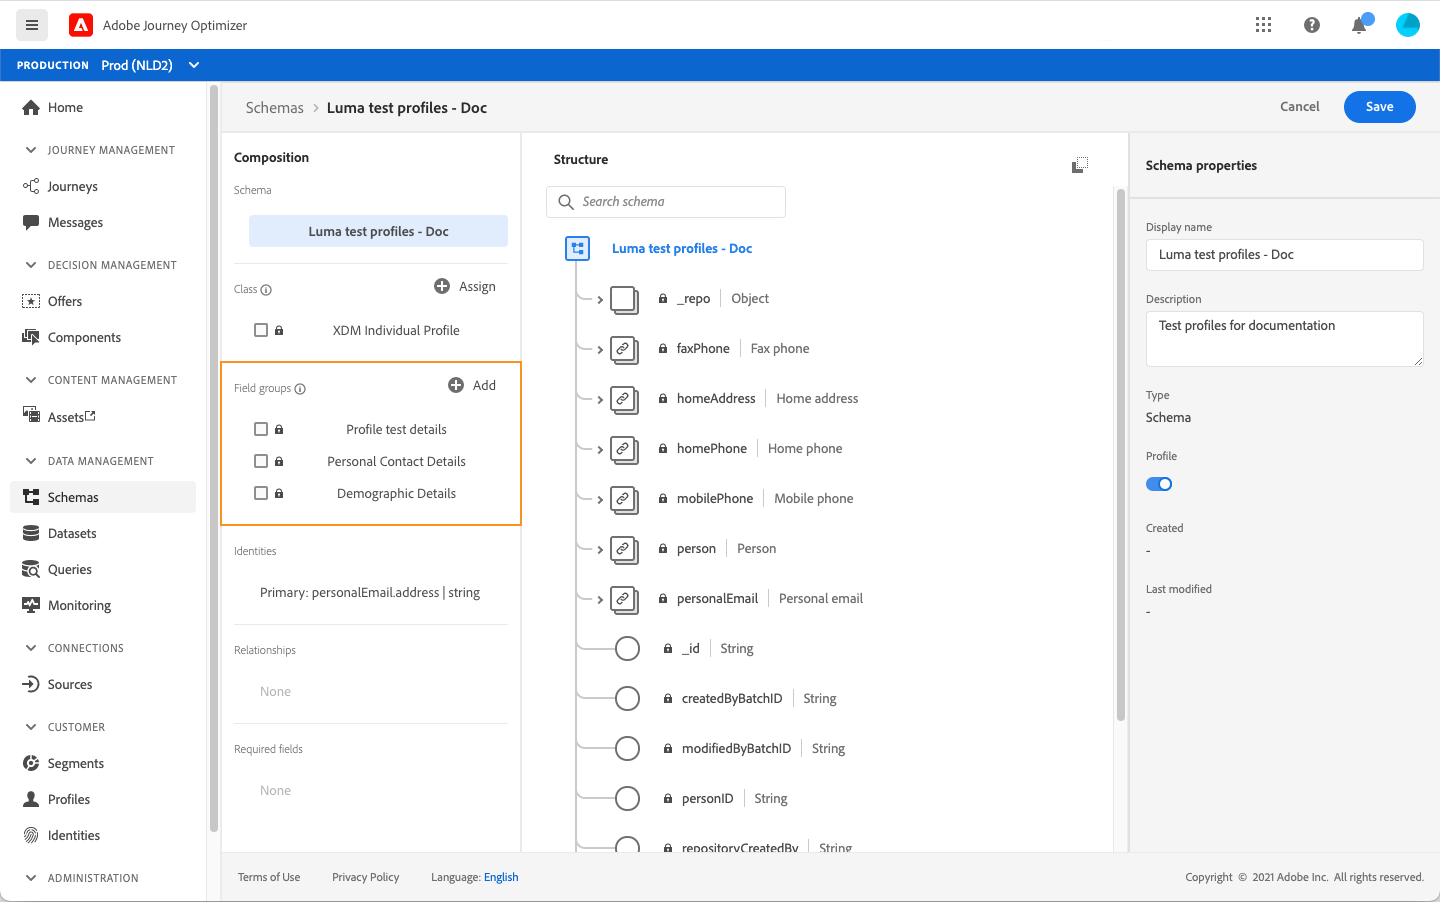 Adobe Journey Optimizer
PRODUCTION Prod (NLD2)
Home
JOURNEY MANAGEMENT
Journeys
Messages
DECISION MANAGEMENT
Offers
Components
CONTENT MANAGEMENT
Assets
DATA MANAGEMENT
Schemas
Datasets
Queries
Monitoring
CONNECTIONS
Sources
CUSTOMER
Segments
Profiles
Identities
ADMINISTRATION
Schemas > Luma test profiles - Doc
Cancel
Save
Composition
Schema
Luma test profiles - Doc
Class
Assign
XDM Individual Profile
Field groups
Add
Profile test details
Personal Contact Details
Demographic Details
Identities
Primary: personalEmail.address | string
Relationships
None
Required fields
None
Structure
Search schema
Luma test profiles - Doc
_repo | Object
faxPhone | Fax phone
homeAddress | Home address
homePhone | Home phone
mobilePhone | Mobile phone
person | Person
personalEmail | Personal email
_id | String
createdByBatchID | String
modifiedByBatchID | String
personID | String
repositoryCreatedBy | String
Schema properties
Display name
Luma test profiles - Doc
Description
Test profiles for documentation
Type
Schema
Profile
Created
-
Last modified
-
Terms of Use
Privacy Policy
Language: English
Copyright © 2021 Adobe Inc. All rights reserved.